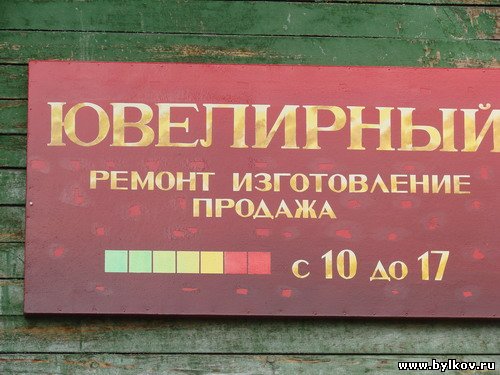 ЮВЕЛИРНЫЙ
РЕМОНТ ИЗГОТОВЛЕНИЕ
ПРОДАЖА
с 10 до 17
www.bylkov.ru